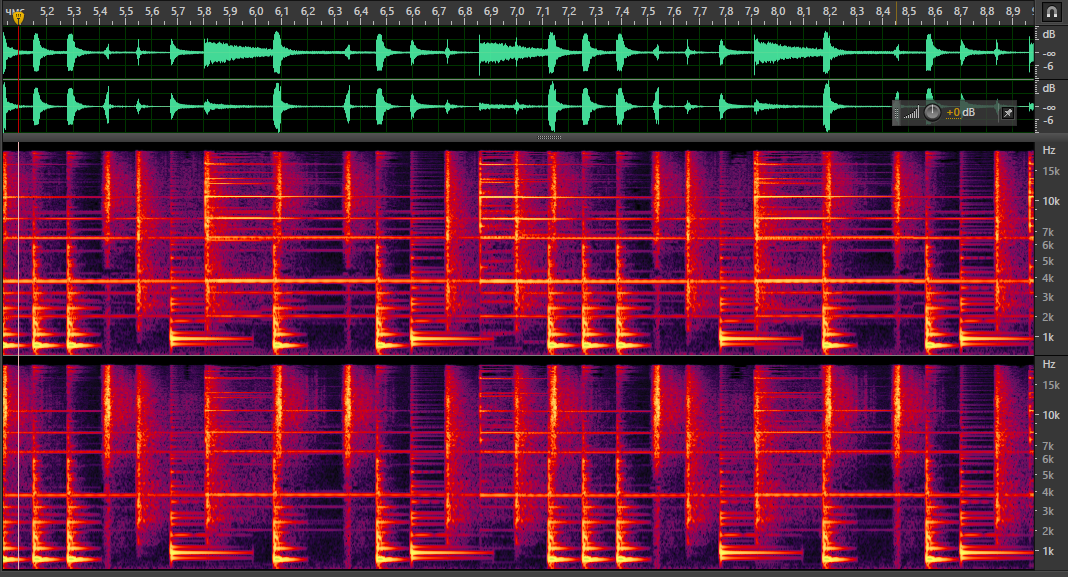 чмс 5,2 5,3 5,4 5,5 5,6 5,7 5,8 5,9 6,0 6,1 6,2 6,3 6,4 6,5 6,6 6,7 6,8 6,9 7,0 7,1 7,2 7,3 7,4 7,5 7,6 7,7 7,8 7,9 8,0 8,1 8,2 8,3 8,4 8,5 8,6 8,7 8,8 8,9
dB
-∞
-6
dB
-∞
+0 dB
-6
Hz
15k
10k
7k
6k
5k
4k
3k
2k
1k
Hz
15k
10k
7k
6k
5k
4k
3k
2k
1k